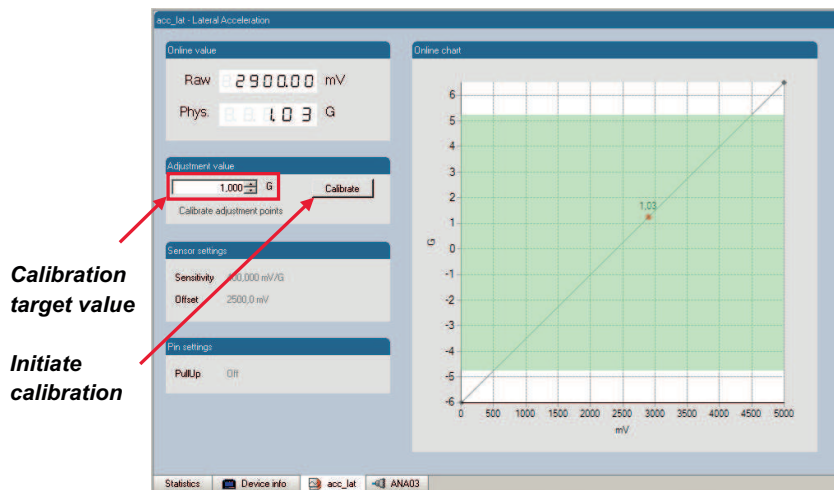 acc_lat - Lateral Acceleration
Online value
Raw 2900.00 mV
Phys. 1.03 G
Adjustment value
1,000 G Calibrate
Calibrate adjustment points
Sensor settings
Sensitivity 400,000 mV/G
Offset 2500,0 mV
Pin settings
PullUp Off
Calibration
target value
Initiate
calibration
Online chart
6
5
4
3
2
1
0
-1
-2
-3
-4
-5
-6
G
1,03
0 500 1000 1500 2000 2500 3000 3500 4000 4500 5000
mV
Statistics Device info acc_lat ANA03